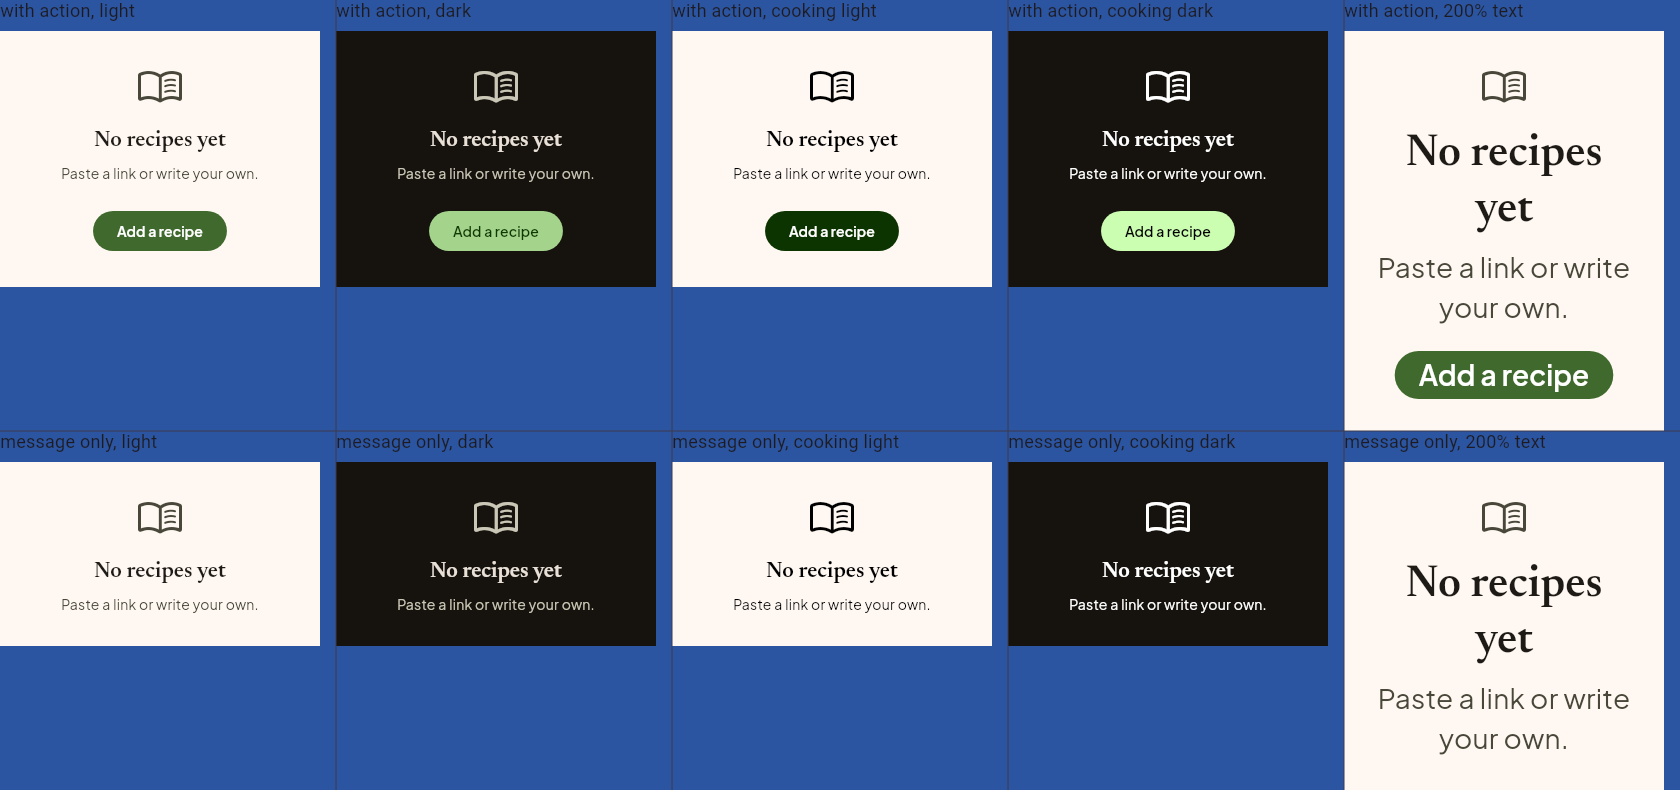 with action, light
No recipes yet
Paste a link or write your own.
Add a recipe
with action, dark
No recipes yet
Paste a link or write your own.
Add a recipe
with action, cooking light
No recipes yet
Paste a link or write your own.
Add a recipe
with action, cooking dark
No recipes yet
Paste a link or write your own.
Add a recipe
with action, 200% text
No recipes
yet
Paste a link or write
your own.
Add a recipe
message only, light
No recipes yet
Paste a link or write your own.
message only, dark
No recipes yet
Paste a link or write your own.
message only, cooking light
No recipes yet
Paste a link or write your own.
message only, cooking dark
No recipes yet
Paste a link or write your own.
message only, 200% text
No recipes
yet
Paste a link or write
your own.